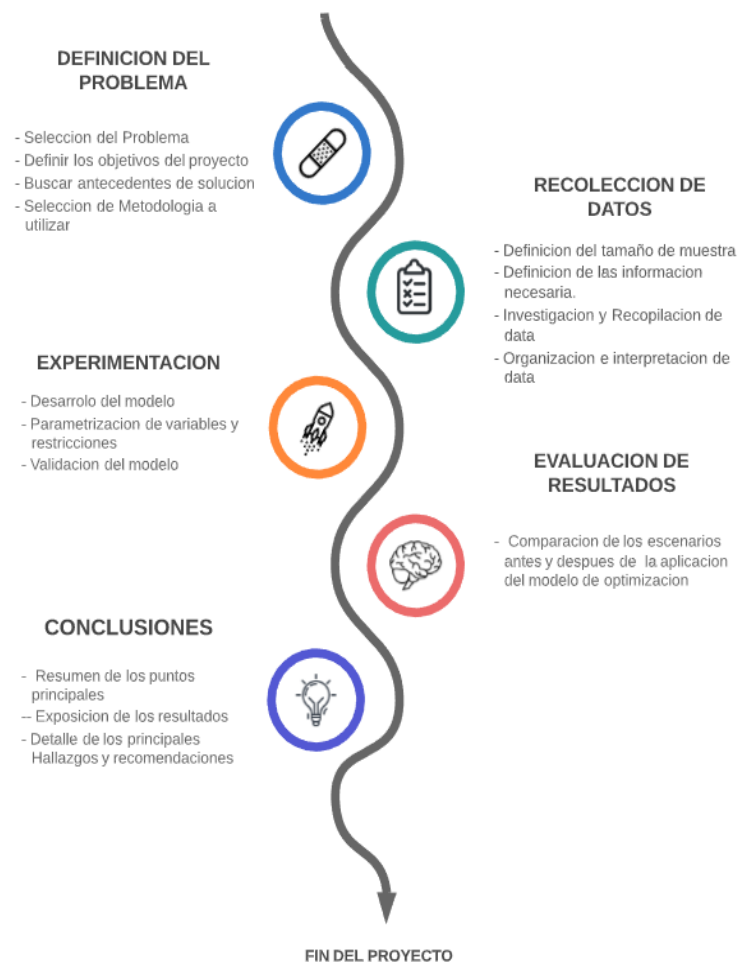 DEFINICION DEL
PROBLEMA
- Seleccion del Problema
- Definir los objetivos del proyecto
- Buscar antecedentes de solucion
- Seleccion de Metodologia a
utilizar
RECOLECCION DE
DATOS
- Definicion del tamaño de muestra
- Definicion de las informacion
necesaria.
- Investigacion y Recopilacion de
data
- Organizacion e interpretacion de
data
EXPERIMENTACION
- Desarrolo del modelo
- Parametrizacion de variables y
restricciones
- Validacion del modelo
EVALUACION DE
RESULTADOS
- Comparacion de los escenarios
antes y despues de la aplicacion
del modelo de optimizacion
CONCLUSIONES
- Resumen de los puntos
principales
-- Exposicion de los resultados
- Detalle de los principales
Hallazgos y recomendaciones
FIN DEL PROYECTO